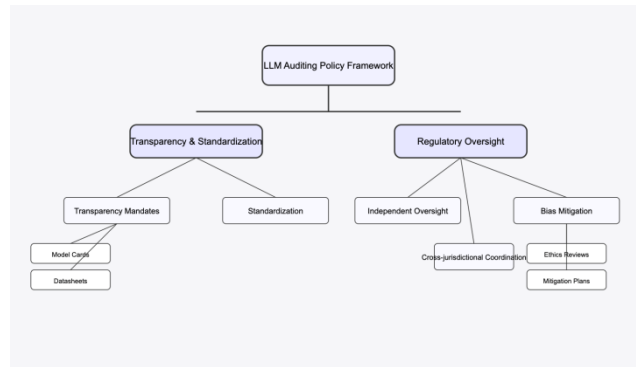 LLM Auditing Policy Framework
Transparency & Standardization
Regulatory Oversight
Transparency Mandates
Standardization
Independent Oversight
Bias Mitigation
Model Cards
Cross-jurisdictional Coordination
Ethics Reviews
Datasheets
Mitigation Plans